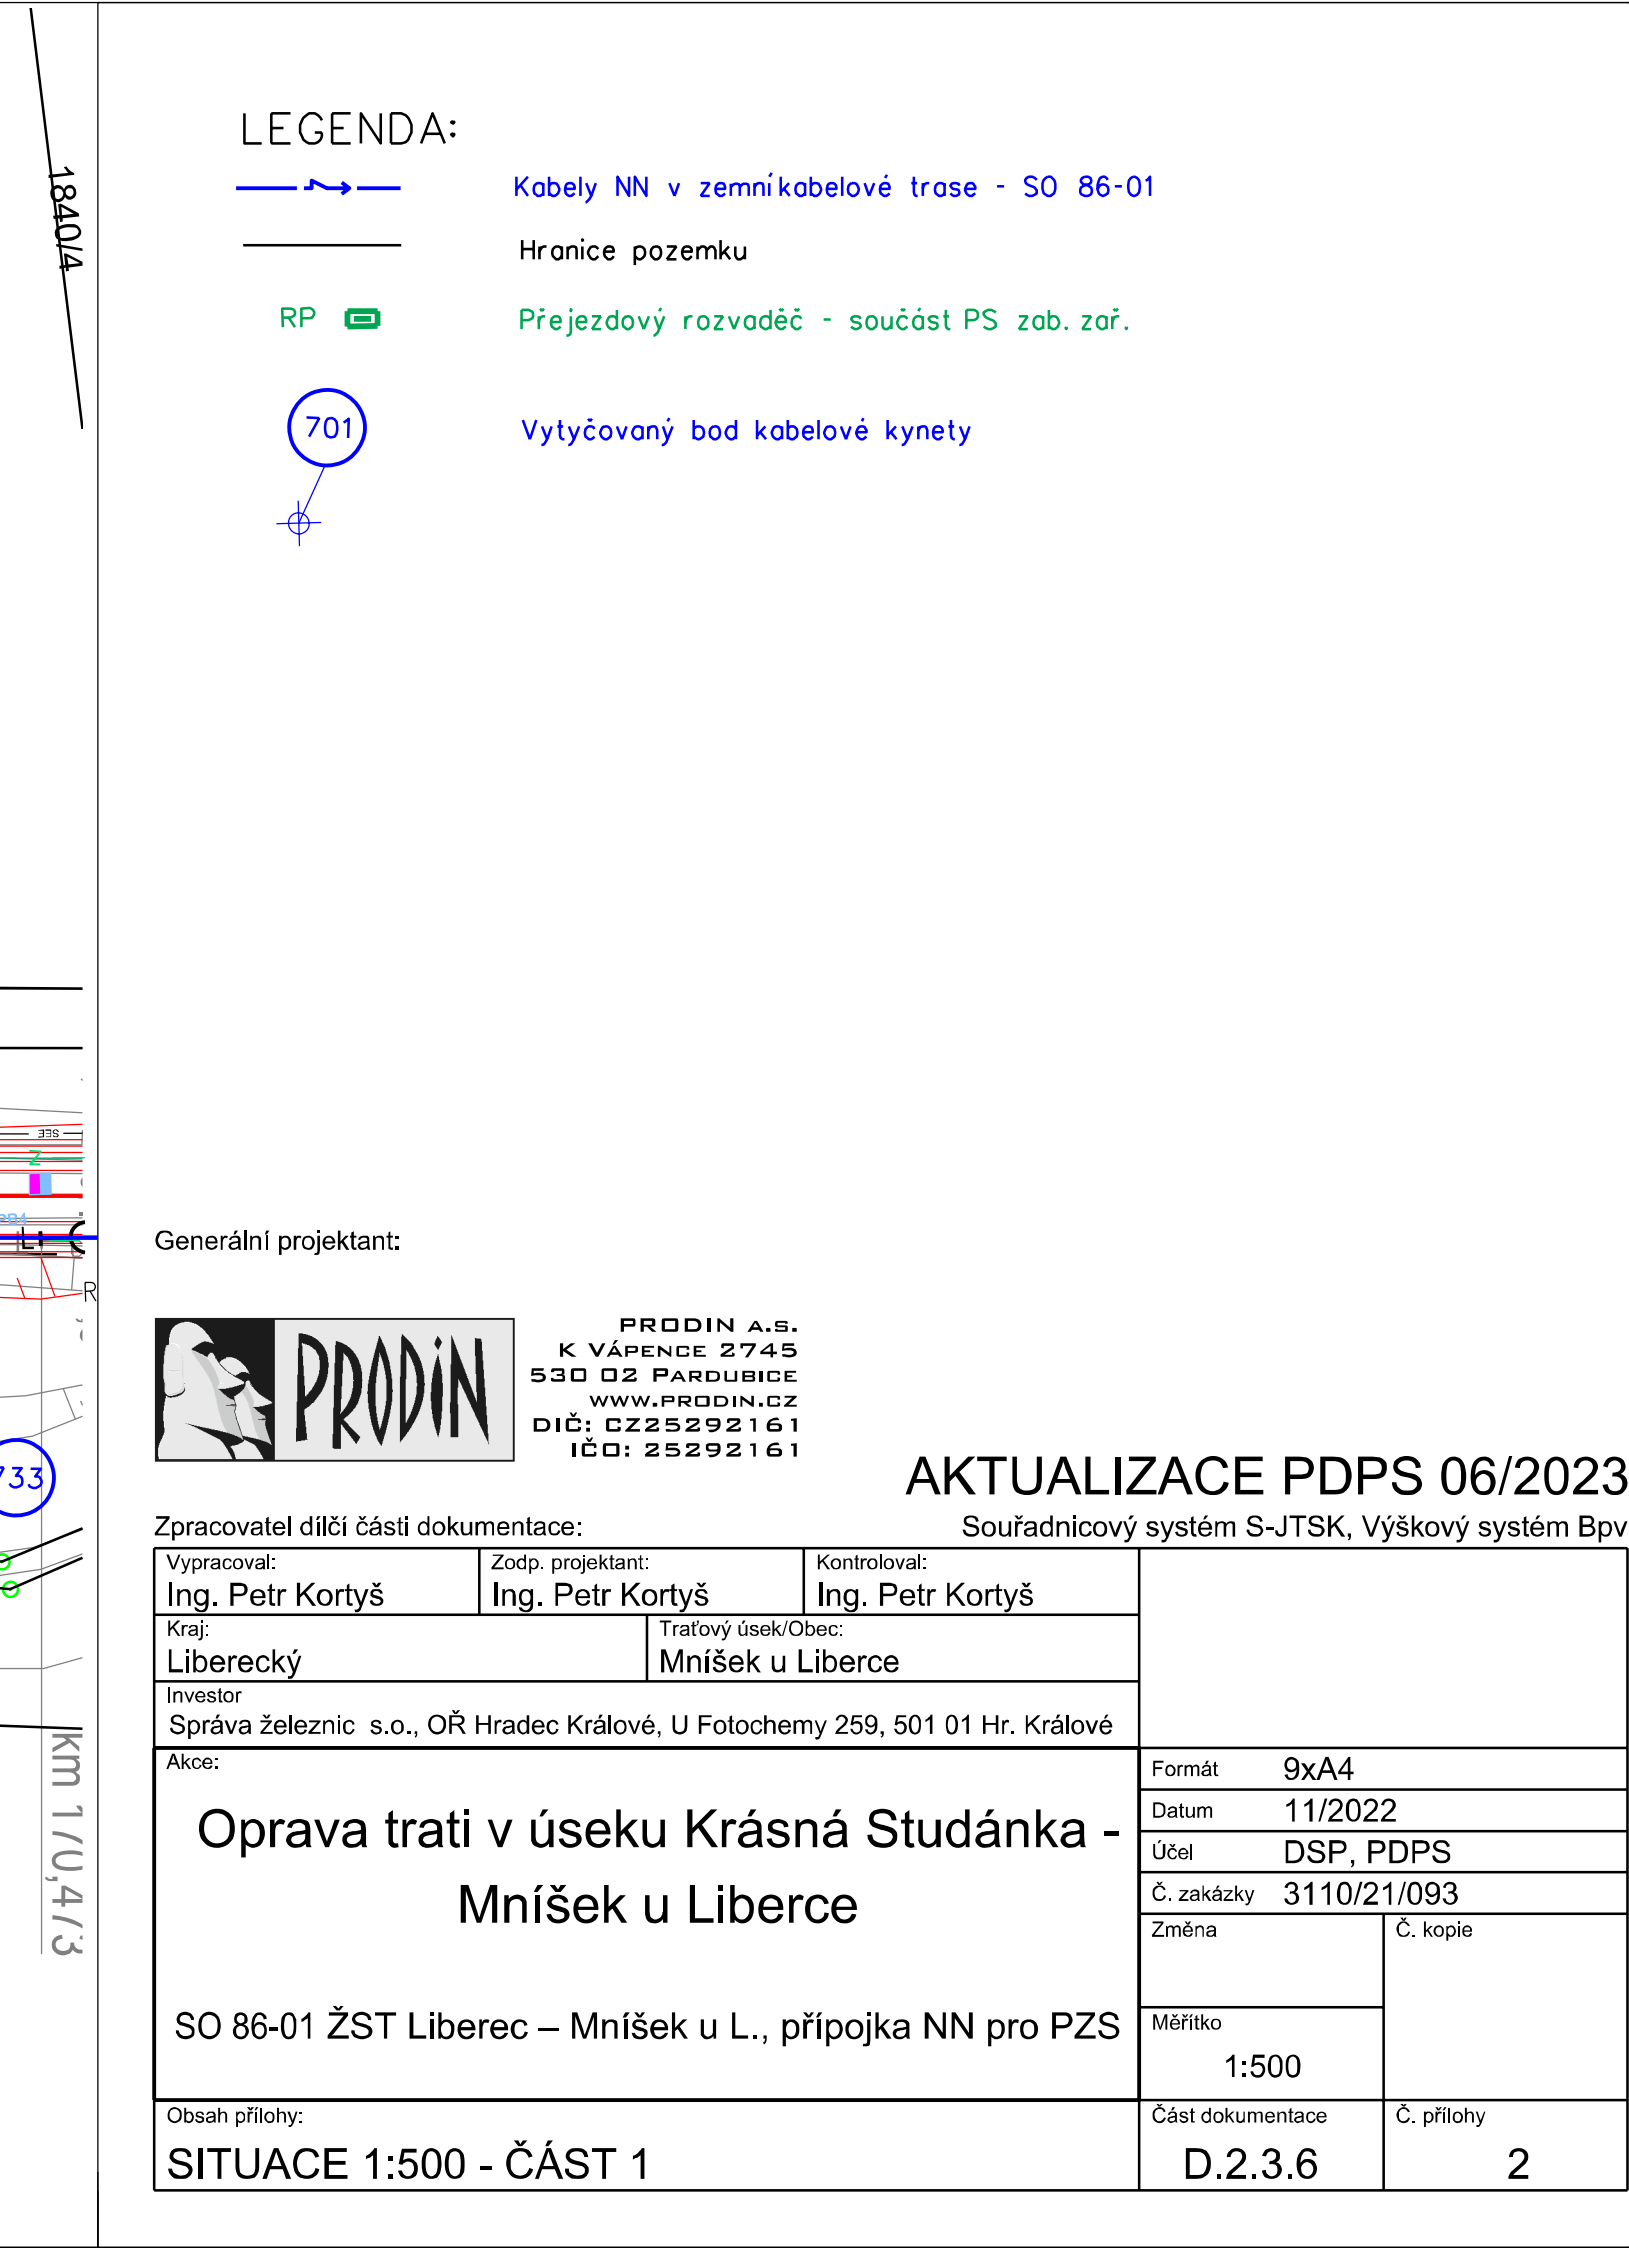 1840/4
LEGENDA:
Kabely NN v zemní kabelové trase - SO 86-01
Hranice pozemku
RP
Přejezdový rozvaděč - součást PS zab. zař.
701
Vytyčovaný bod kabelové kynety
SEE
Z
PB4
R
733
Generální projektant:
PRODIN
PRODIN A.S.
K VÁPENCE 2745
530 02 PARDUBICE
WWW.PRODIN.CZ
DIČ: CZ25292161
IČO: 25292161
AKTUALIZACE PDPS 06/2023
Zpracovatel dílčí části dokumentace:
Souřadnicový systém S-JTSK, Výškový systém Bpv
Vypracoval:
Ing. Petr Kortyš
Zodp. projektant:
Ing. Petr Kortyš
Kontroloval:
Ing. Petr Kortyš
Kraj:
Liberecký
Traťový úsek/Obec:
Mníšek u Liberce
Investor
Správa železnic s.o., OŘ Hradec Králové, U Fotochemy 259, 501 01 Hr. Králové
Akce:
Oprava trati v úseku Krásná Studánka -
Mníšek u Liberce
SO 86-01 ŽST Liberec – Mníšek u L., přípojka NN pro PZS
Formát 9xA4
Datum 11/2022
Účel DSP, PDPS
Č. zakázky 3110/21/093
Změna
Č. kopie
Měřítko
1:500
Obsah přílohy:
SITUACE 1:500 - ČÁST 1
Část dokumentace
D.2.3.6
Č. přílohy
2
km 170,473